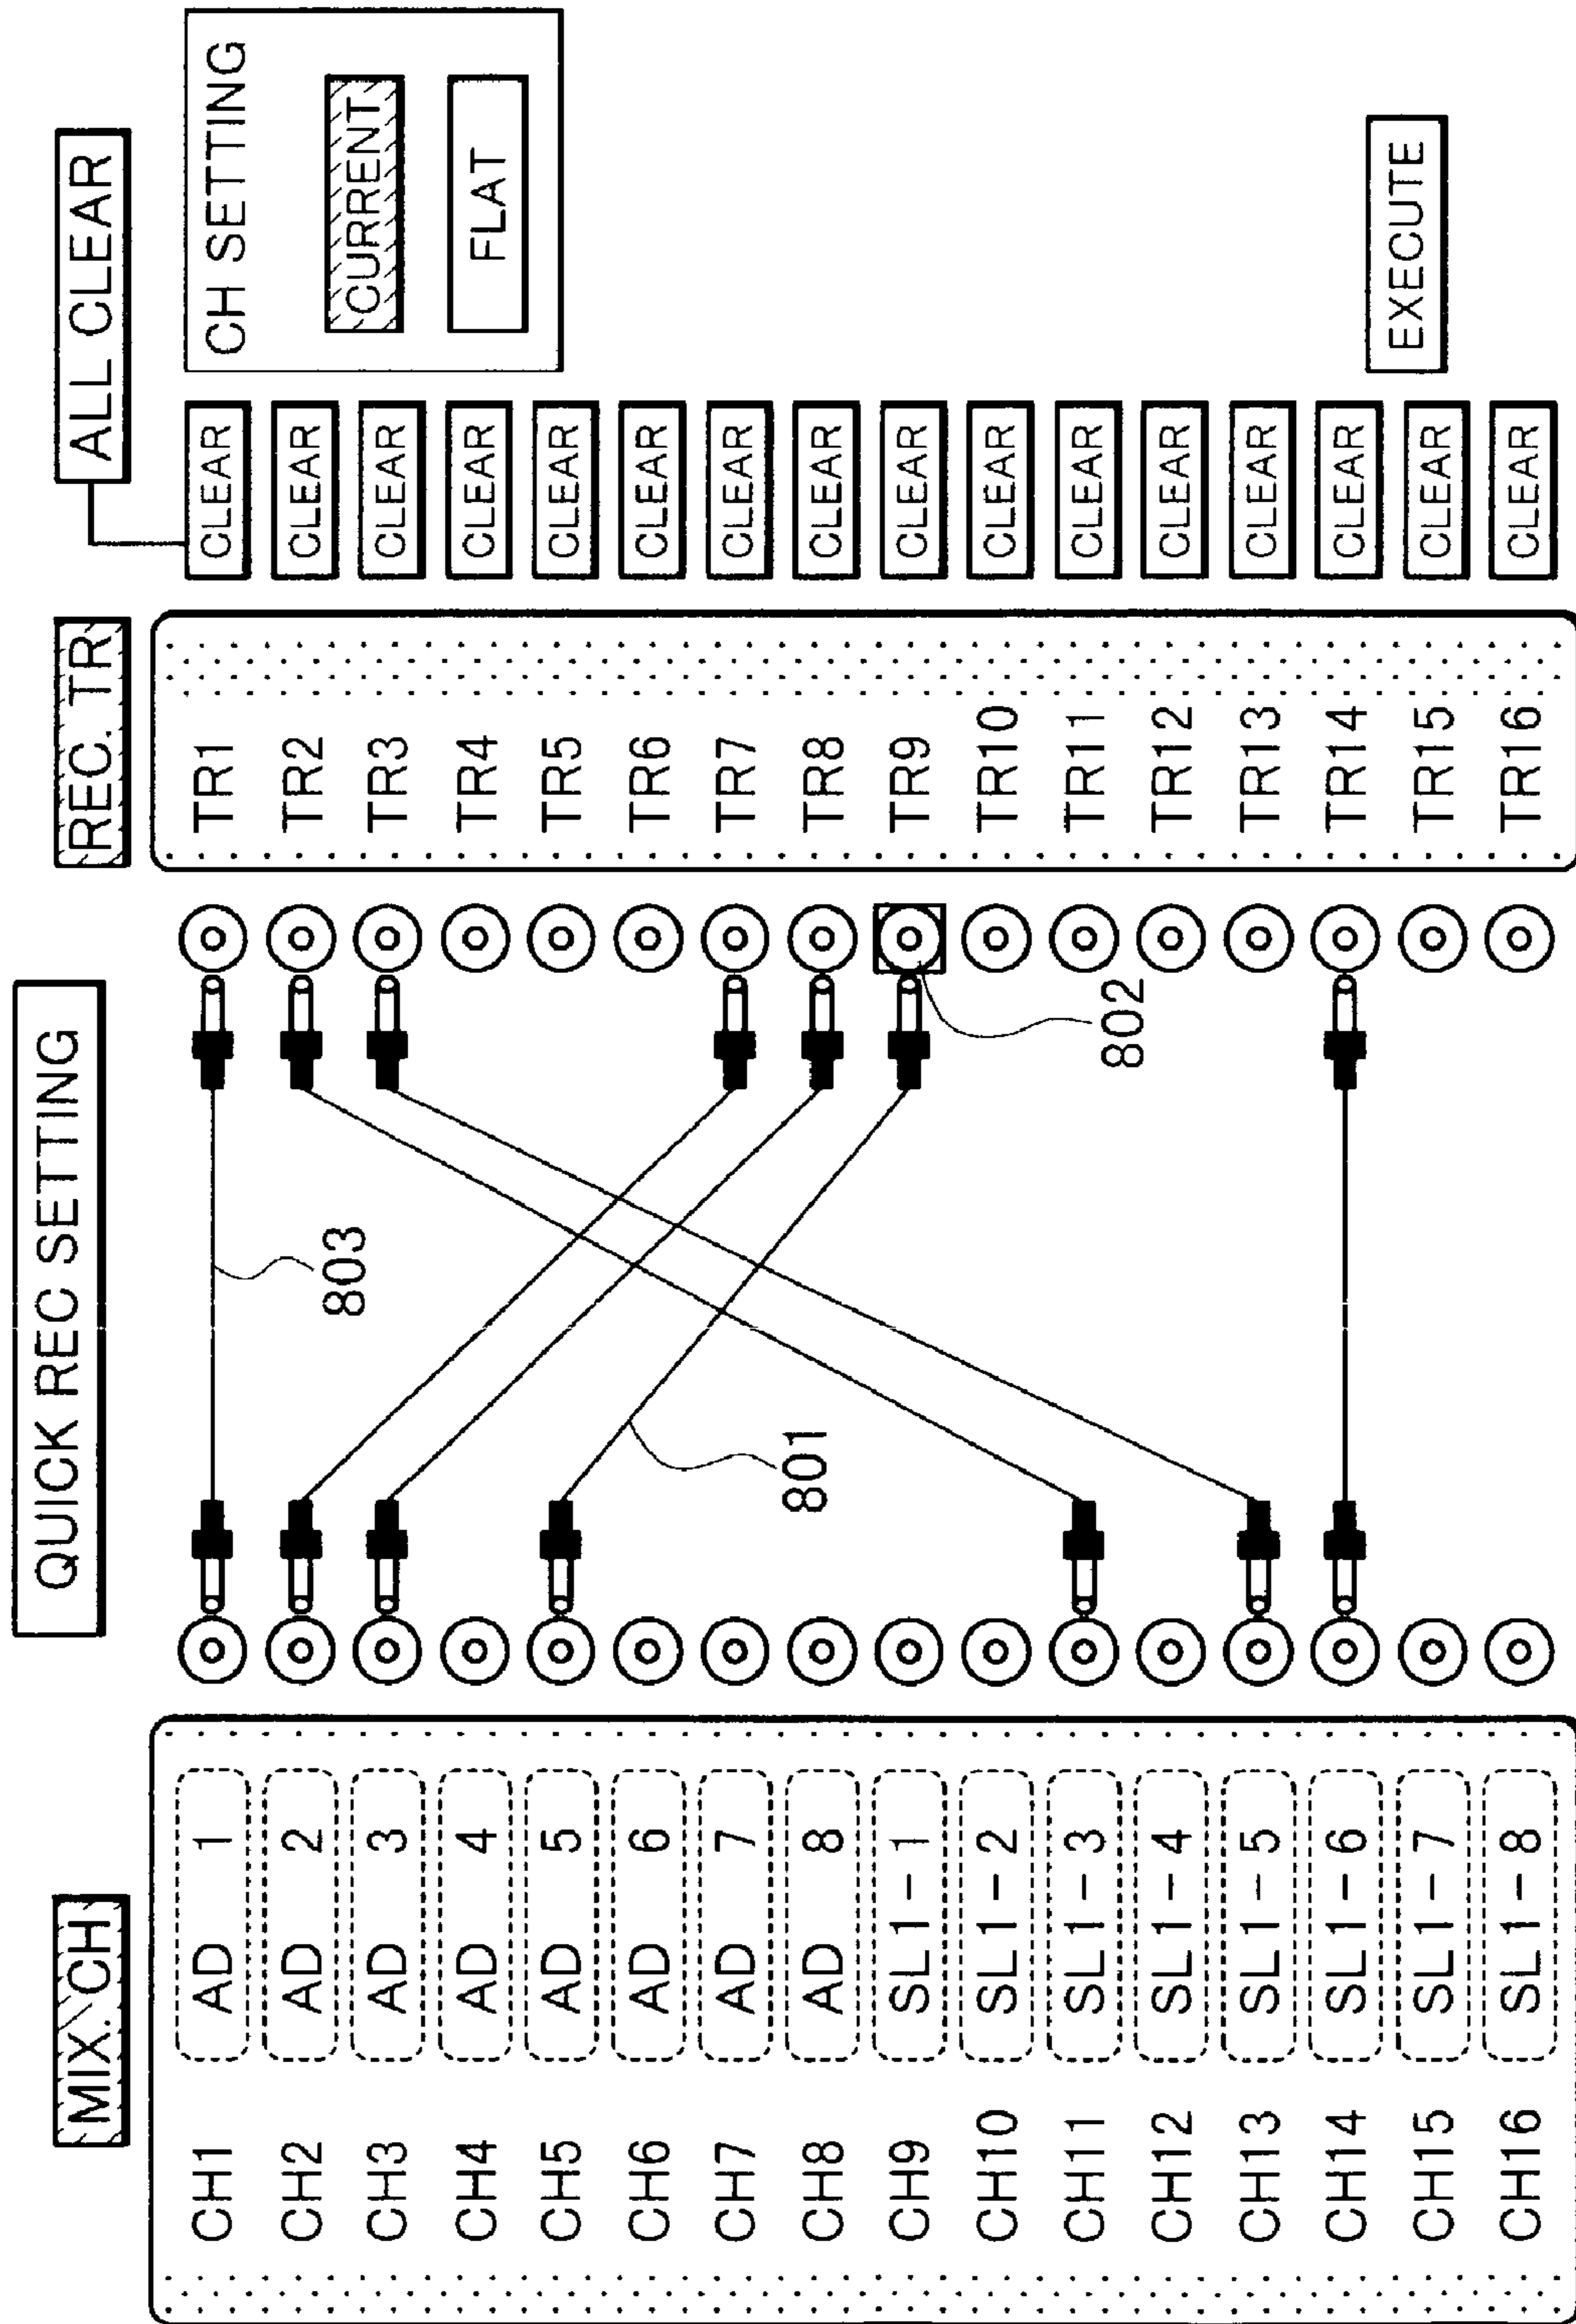 QUICK REC SETTING
MIX. CH
REC. TR
ALL CLEAR
CH1 AD 1 TR1 CLEAR
CH2 AD 2 TR2 CLEAR
CH3 AD 3 TR3 CLEAR
CH4 AD 4 TR4 CLEAR
CH5 AD 5 TR5 CLEAR
CH6 AD 6 TR6 CLEAR
CH7 AD 7 TR7 CLEAR
CH8 AD 8 TR8 CLEAR
CH9 SL1-1 TR9 CLEAR
CH10 SL1-2 TR10 CLEAR
CH11 SL1-3 TR11 CLEAR
CH12 SL1-4 TR12 CLEAR
CH13 SL1-5 TR13 CLEAR
CH14 SL1-6 TR14 CLEAR
CH15 SL1-7 TR15 CLEAR
CH16 SL1-8 TR16 CLEAR
803
801
802
CH SETTING
CURRENT
FLAT
EXECUTE